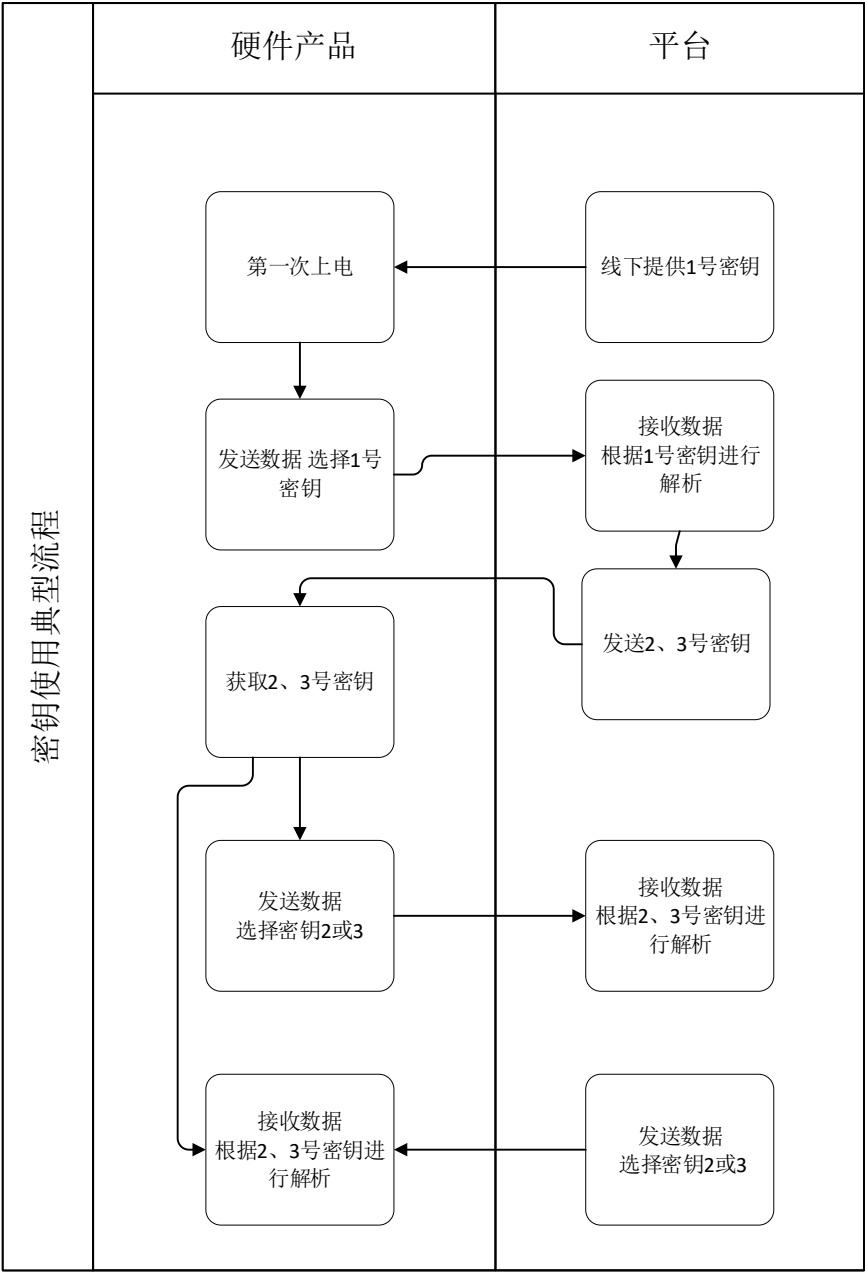 硬件产品
平台
密钥使用典型流程
第一次上电
线下提供1号密钥
发送数据 选择1号
密钥
接收数据
根据1号密钥进行
解析
发送2、3号密钥
获取2、3号密钥
发送数据
选择密钥2或3
接收数据
根据2、3号密钥进
行解析
接收数据
根据2、3号密钥进
行解析
发送数据
选择密钥2或3